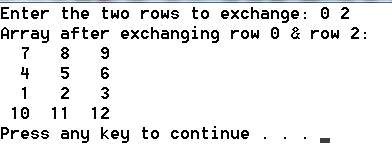 Enter the two rows to exchange: 0 2
Array after exchanging row 0 & row 2:
7 8 9
4 5 6
1 2 3
10 11 12
Press any key to continue . . .